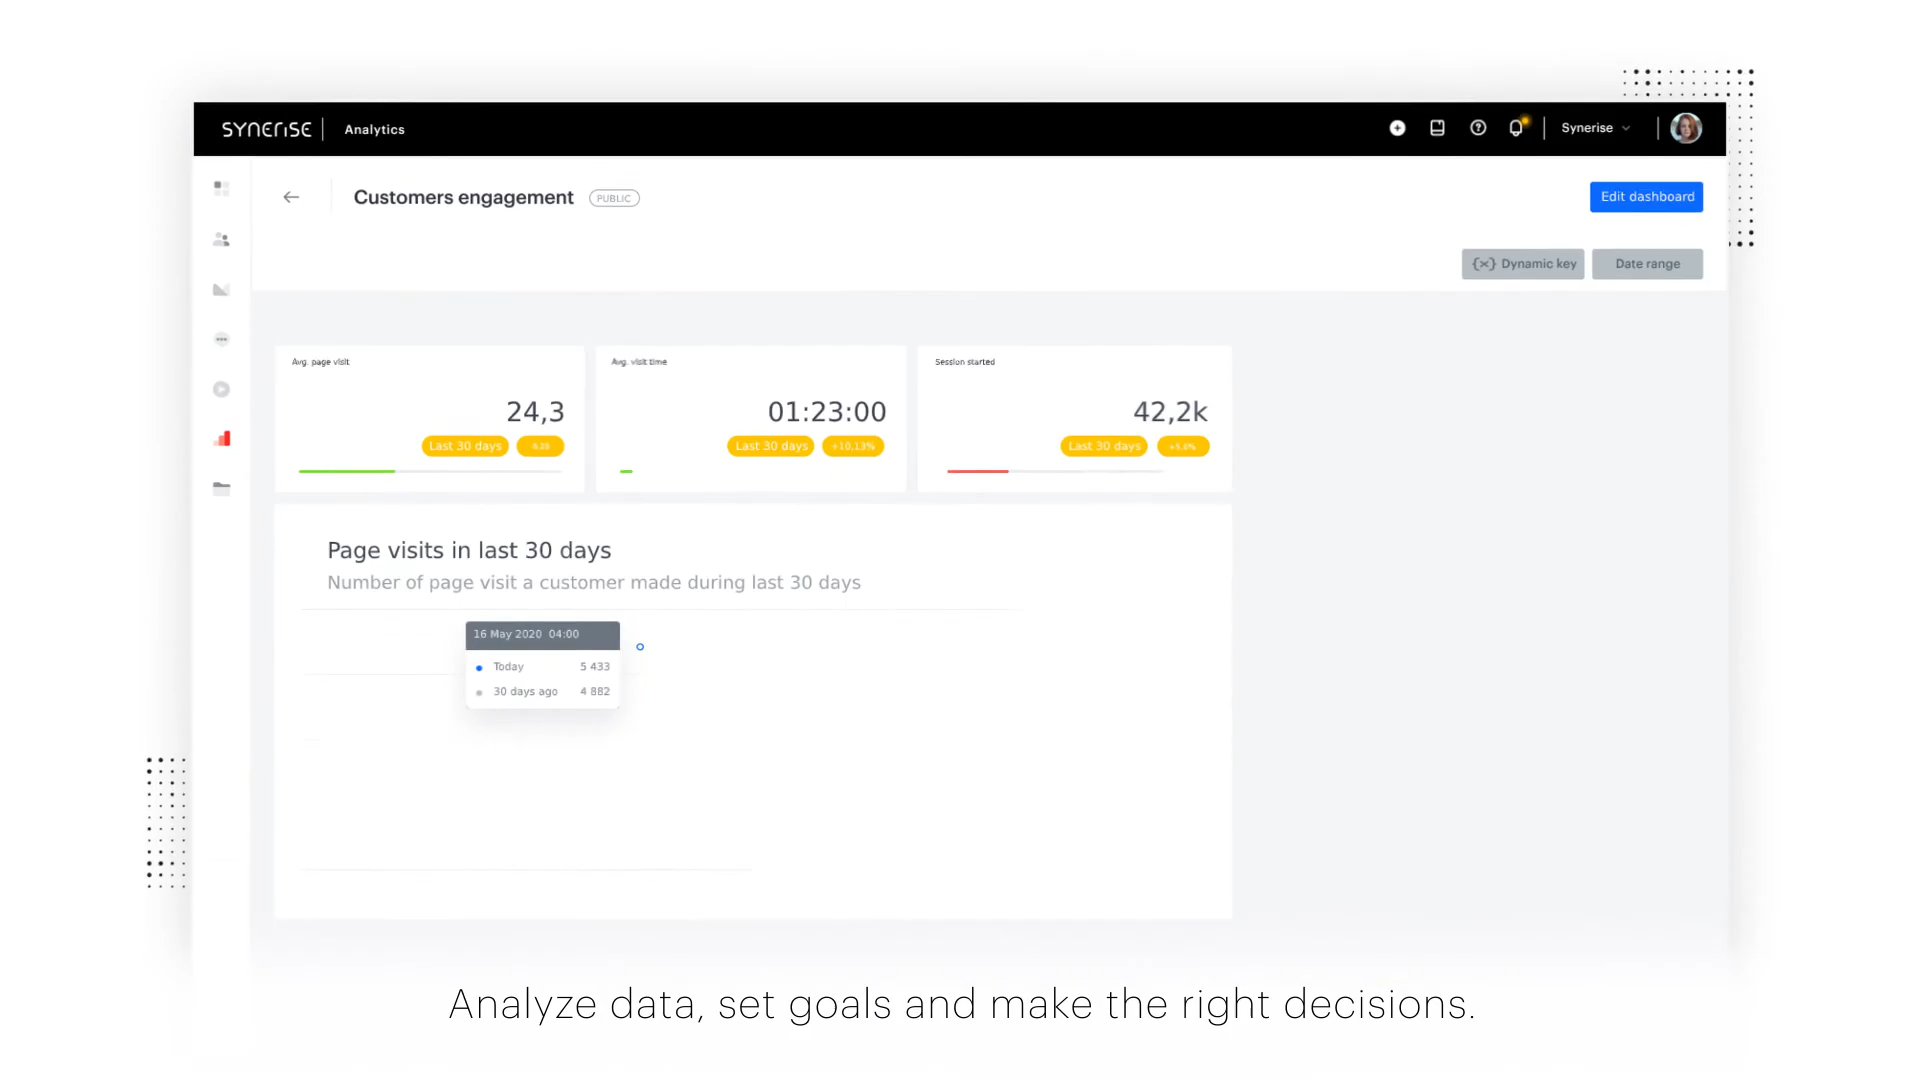 SYNERISE
Analytics
Synerise
Customers engagement
PUBLIC
Edit dashboard
{×} Dynamic key
Date range
Avg. page visit
24,3
Last 30 days
Avg. visit time
01:23:00
Last 30 days
+10,13%
Session started
42,2k
Last 30 days
Page visits in last 30 days
Number of page visit a customer made during last 30 days
16 May 2020 04:00
Today 5 433
30 days ago 4 882
Analyze data, set goals and make the right decisions.